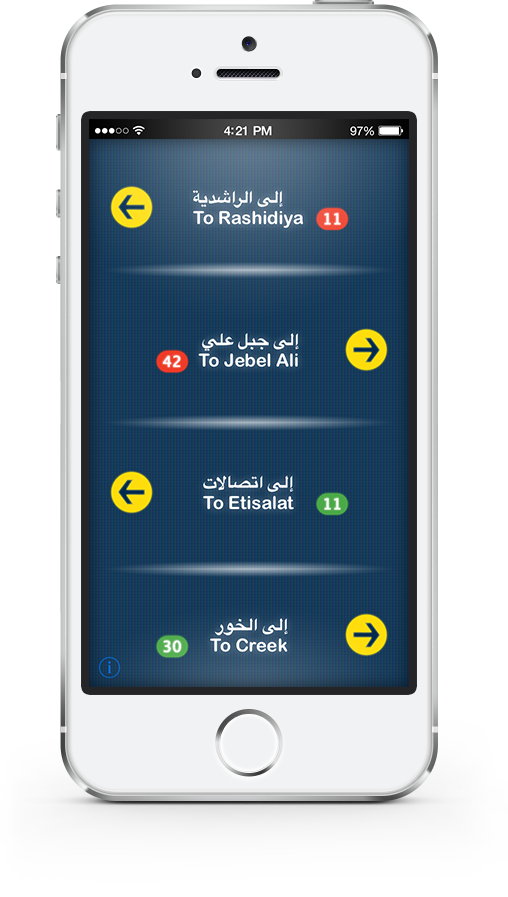 4:21 PM
97%
إلى الراشدية
To Rashidiya
11
إلى جبل علي
To Jebel Ali
42
إلى اتصالات
To Etisalat
11
إلى الخور
To Creek
30
i